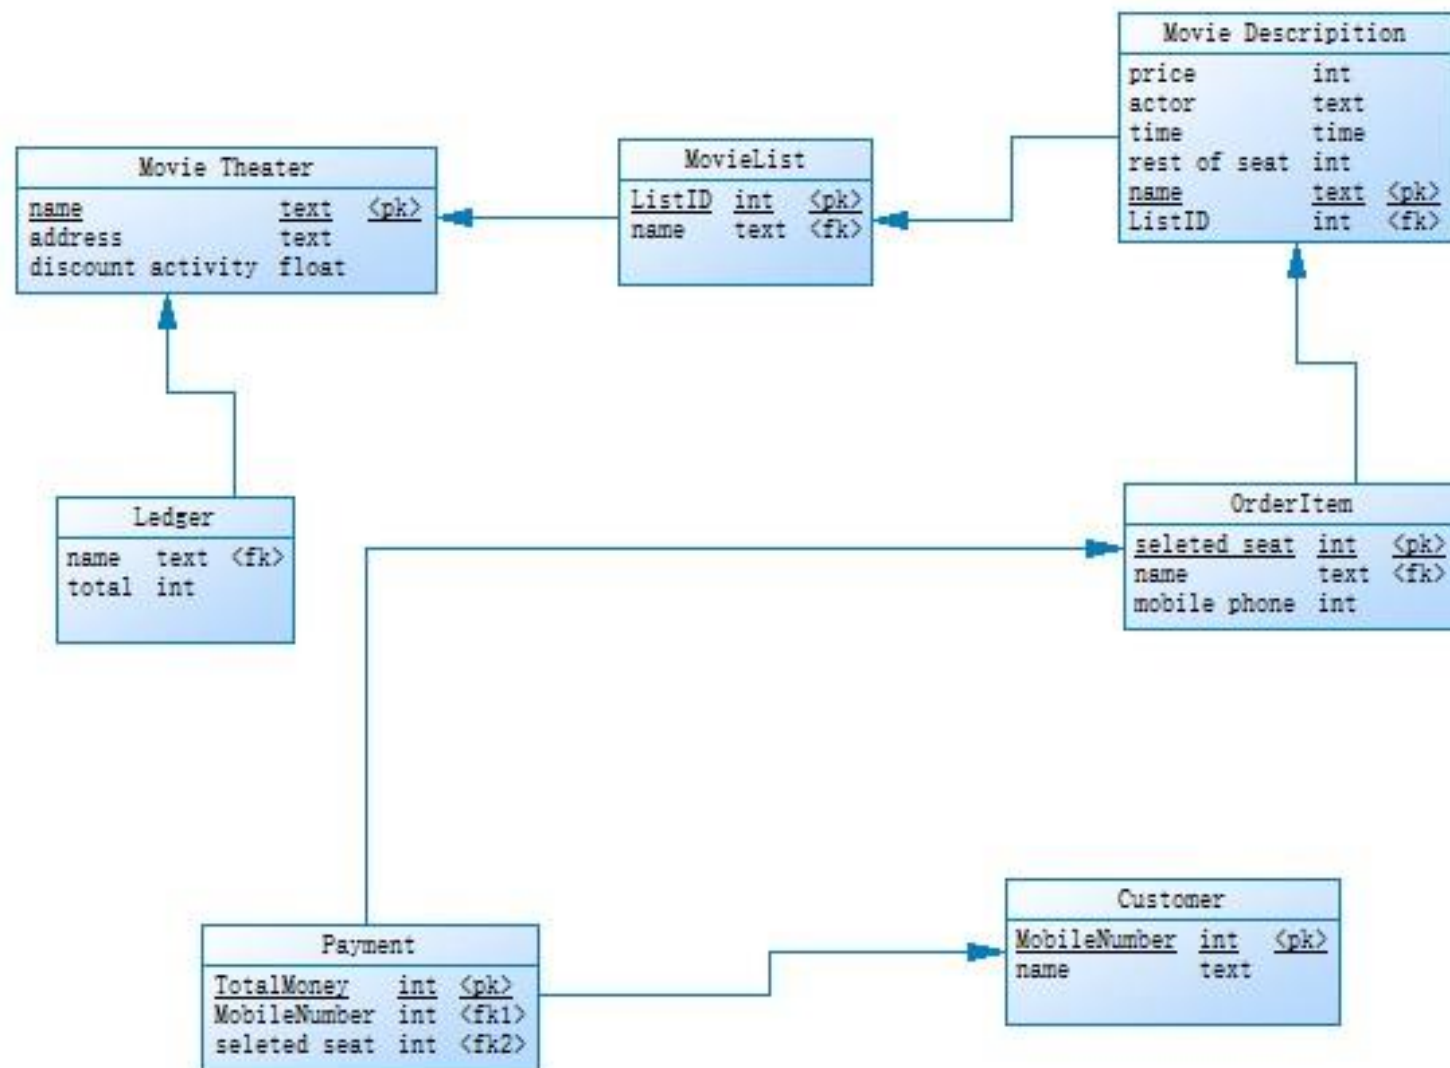 Movie Descripition
price int
actor text
time time
rest of seat int
name text <pk>
ListID int <fk>
Movie Theater
name text <pk>
address text
discount activity float
MovieList
ListID int <pk>
name text <fk>
Ledger
name text <fk>
total int
OrderItem
seleted seat int <pk>
name text <fk>
mobile phone int
Payment
TotalMoney int <pk>
MobileNumber int <fk1>
seleted seat int <fk2>
Customer
MobileNumber int <pk>
name text